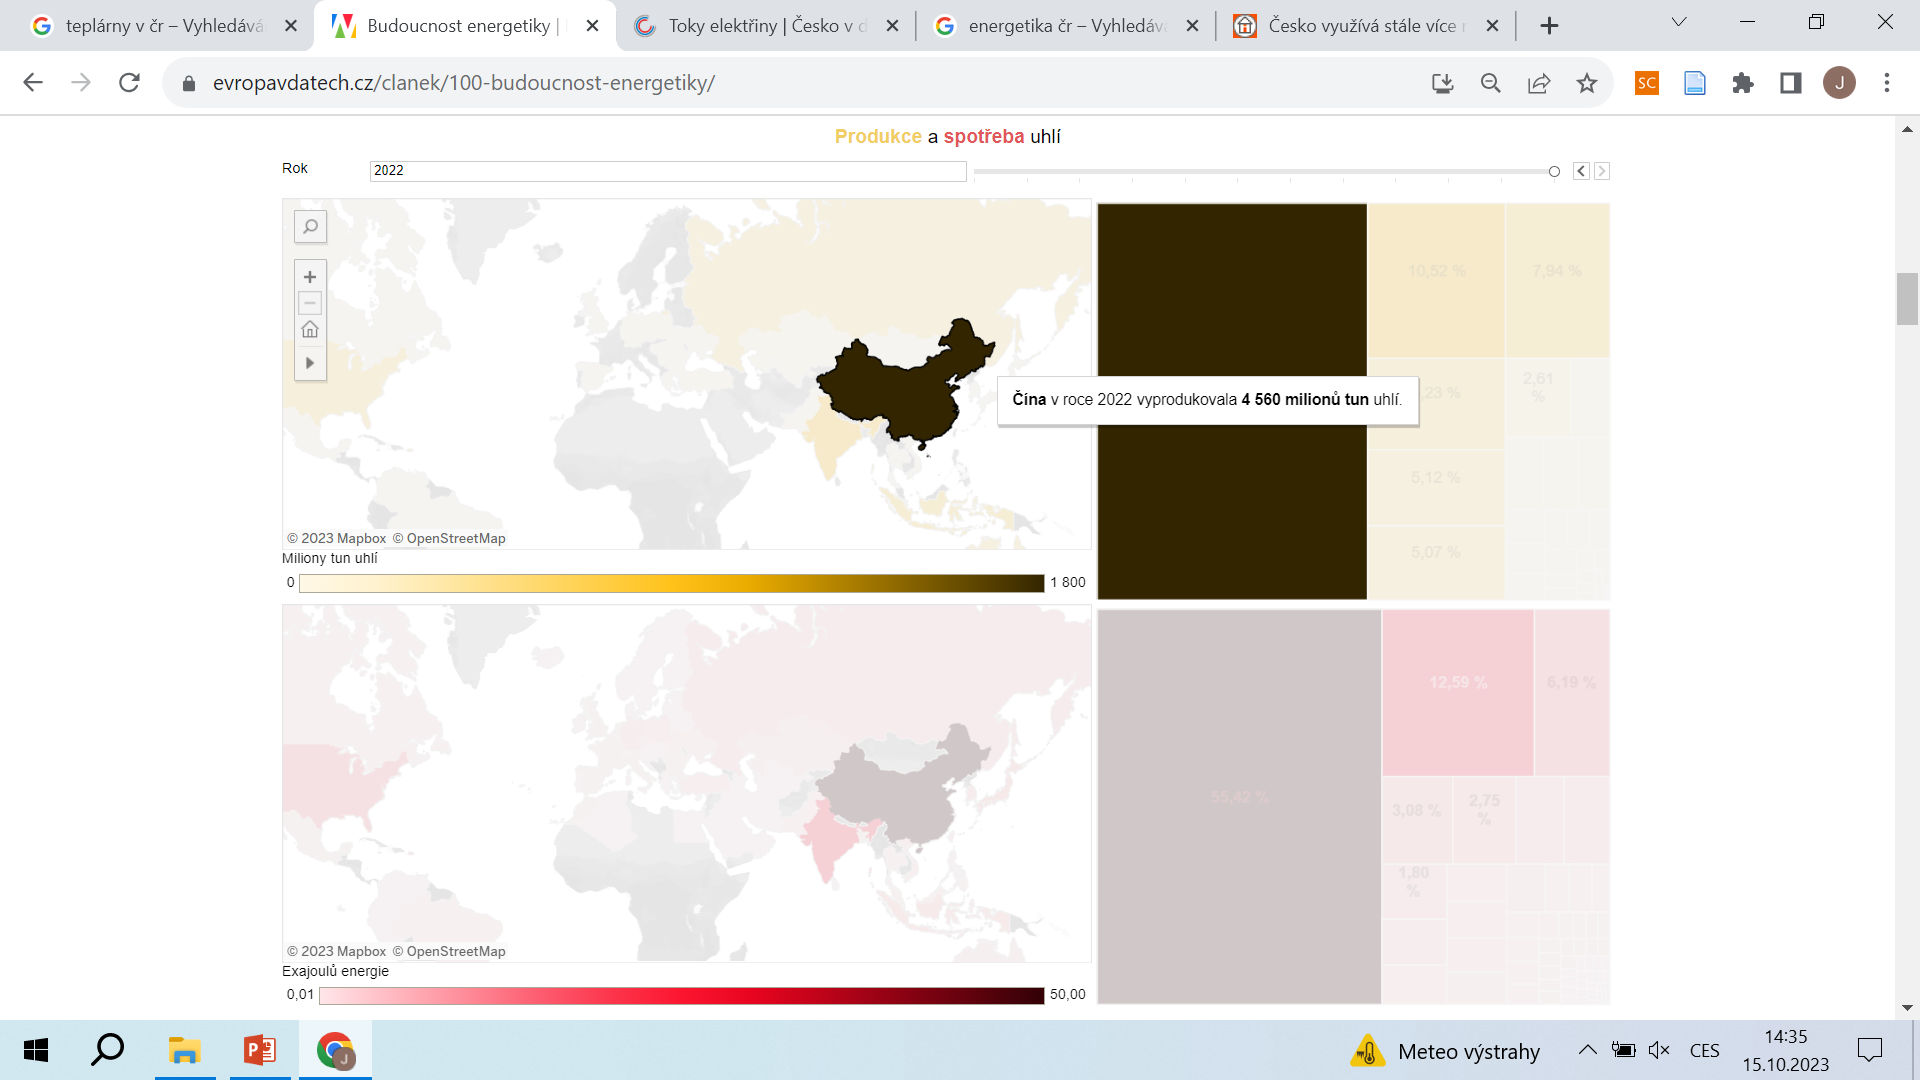 teplárny v čr – Vyhledává
Budoucnost energetiky |
Toky elektřiny | Česko v d
energetika čr – Vyhledáva
Česko využívá stále více
evropavdatech.cz/clanek/100-budoucnost-energetiky/
SC
J
Produkce a spotřeba uhlí
Rok
2022
10,52 %
7,94 %
2,61
%
23 %
Čína v roce 2022 vyprodukovala 4 560 milionů tun uhlí.
5,12 %
5,07 %
© 2023 Mapbox © OpenStreetMap
Miliony tun uhlí
0
1 800
12,59 %
6,19 %
55,42 %
3,08 %
2,75
%
1,80
%
© 2023 Mapbox © OpenStreetMap
Exajoulů energie
0,01
50,00
J
Meteo výstrahy
CES
14:35
15.10.2023